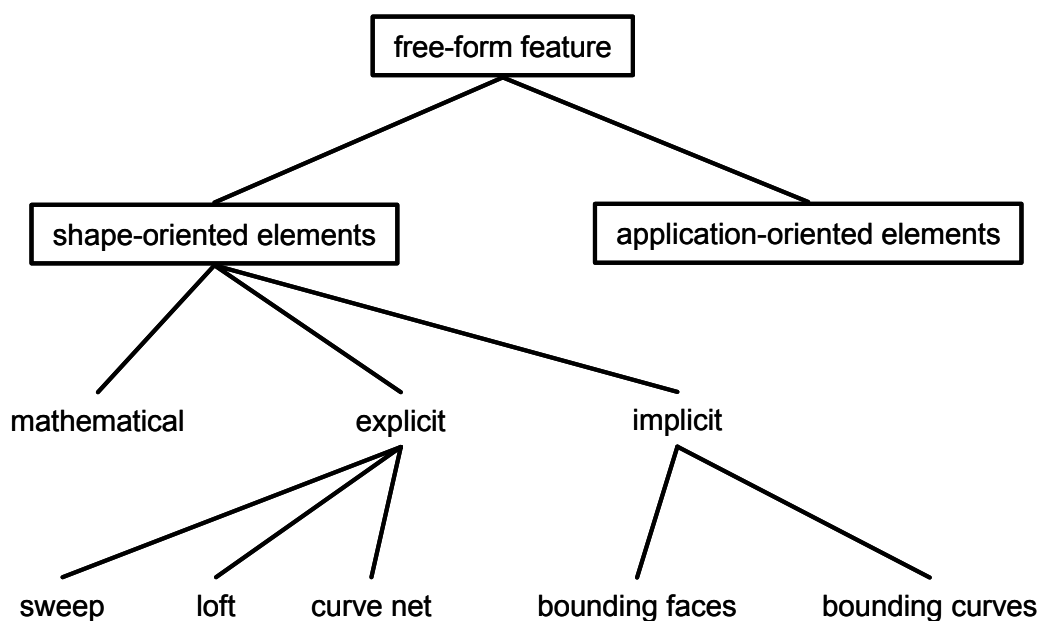 free-form feature
shape-oriented elements
application-oriented elements
mathematical
explicit
implicit
sweep
loft
curve net
bounding faces
bounding curves